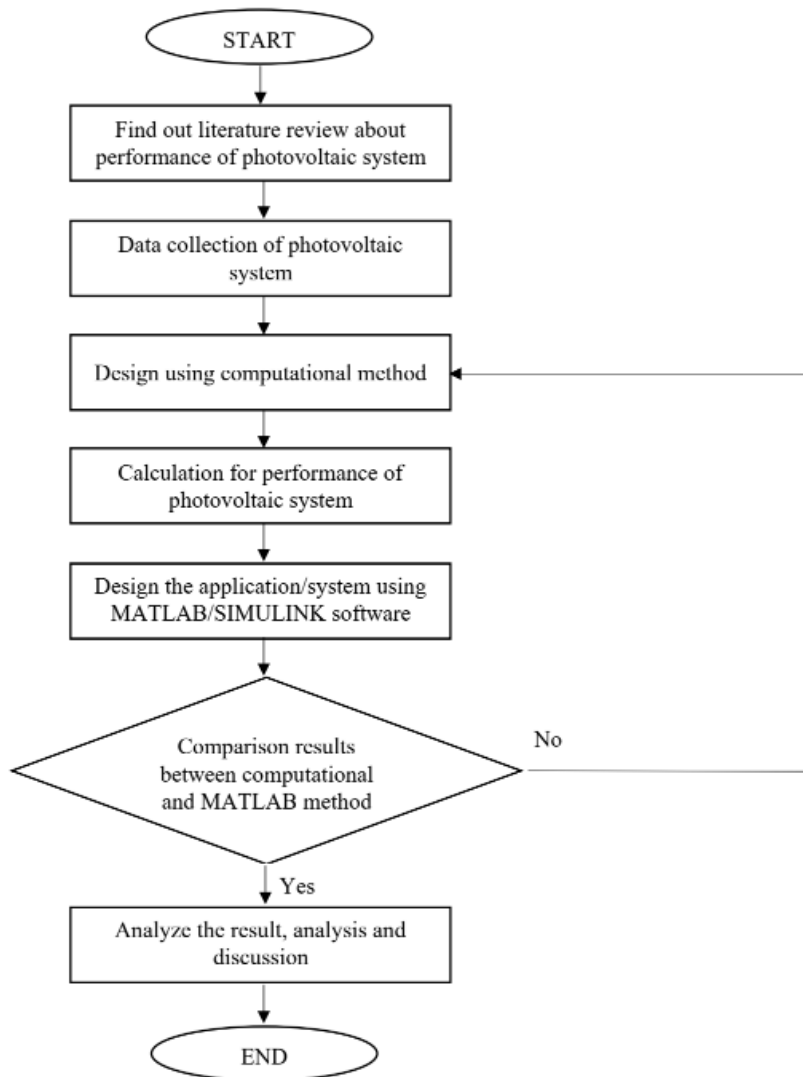 START
Find out literature review about
performance of photovoltaic system
Data collection of photovoltaic
system
Design using computational method
Calculation for performance of
photovoltaic system
Design the application/system using
MATLAB/SIMULINK software
Comparison results
between computational
and MATLAB method
No
Yes
Analyze the result, analysis and
discussion
END